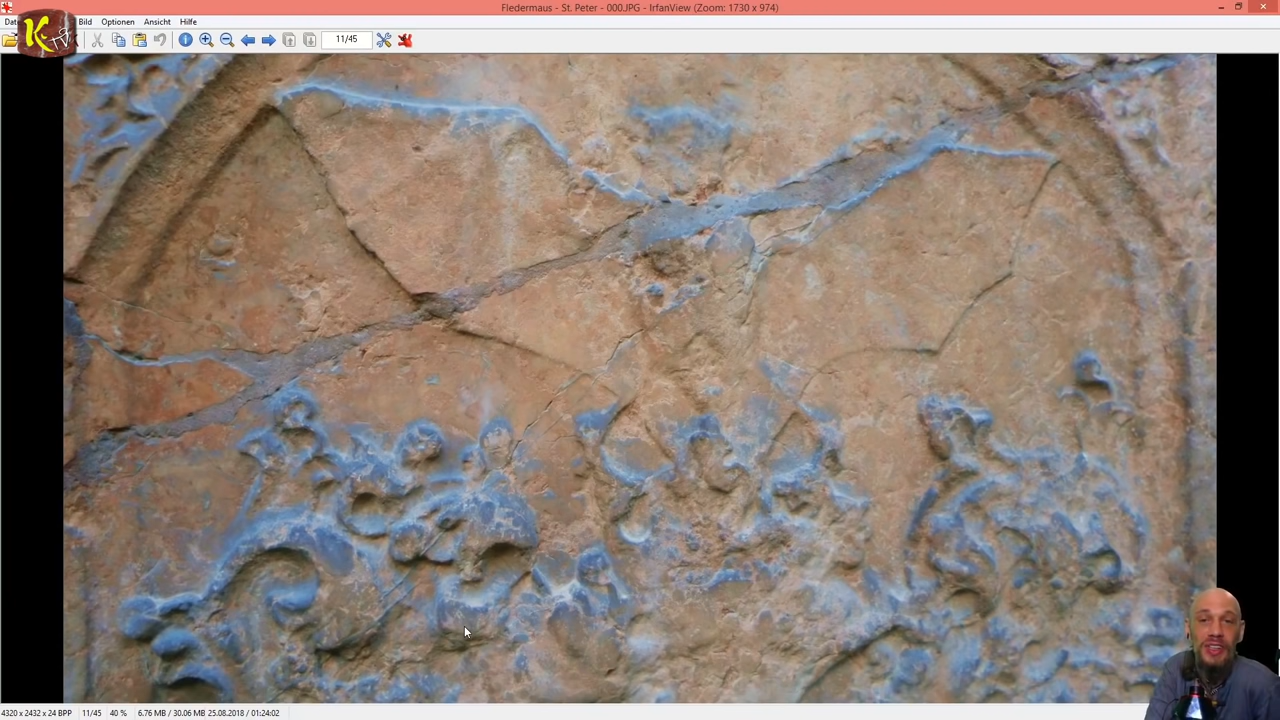 Fledermaus - St. Peter - 000.JPG - IrfanView (Zoom: 1730 x 974)
Bild Optionen Ansicht Hilfe
11/45
4320 x 2432 x 24 BPP 11/45 40 % 6.76 MB / 30.06 MB 25.08.2018 / 01:24:02